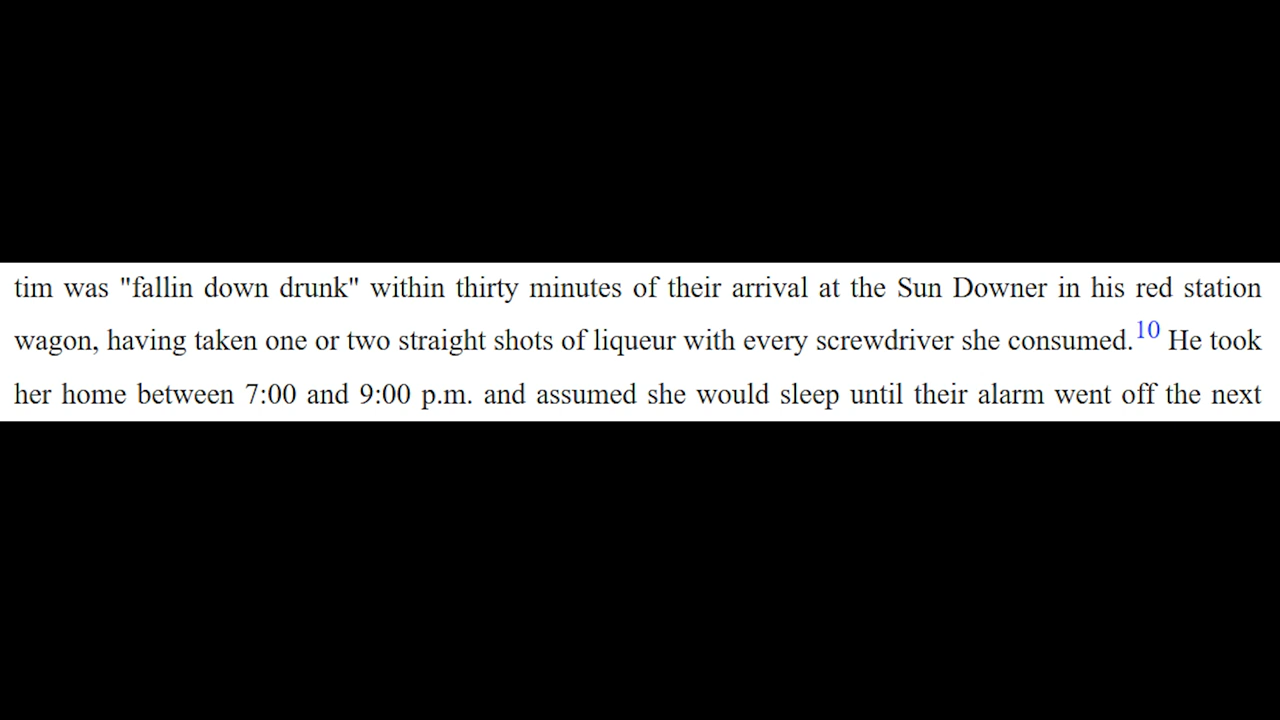 tim was "fallin down drunk" within thirty minutes of their arrival at the Sun Downer in his red station
wagon, having taken one or two straight shots of liqueur with every screwdriver she consumed.10 He took
her home between 7:00 and 9:00 p.m. and assumed she would sleep until their alarm went off the next